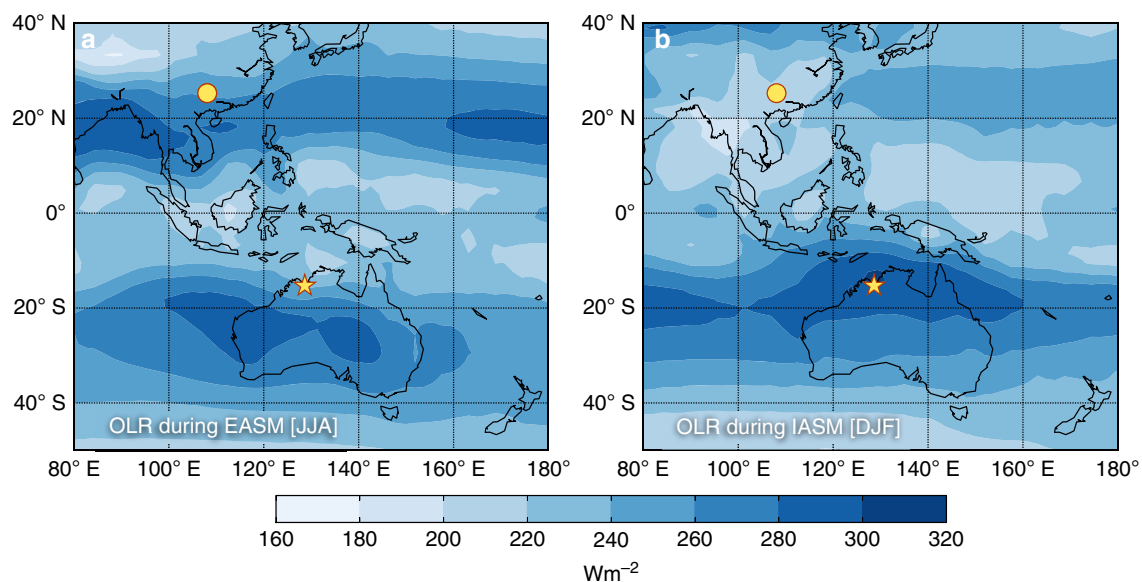 a
40° N
20° N
0°
20° S
40° S
OLR during EASM [JJA]
80° E 100° E 120° E 140° E 160° E 180°
b
40° N
20° N
0°
20° S
40° S
OLR during IASM [DJF]
80° E 100° E 120° E 140° E 160° E 180°
160 180 200 220 240 260 280 300 320
Wm⁻²